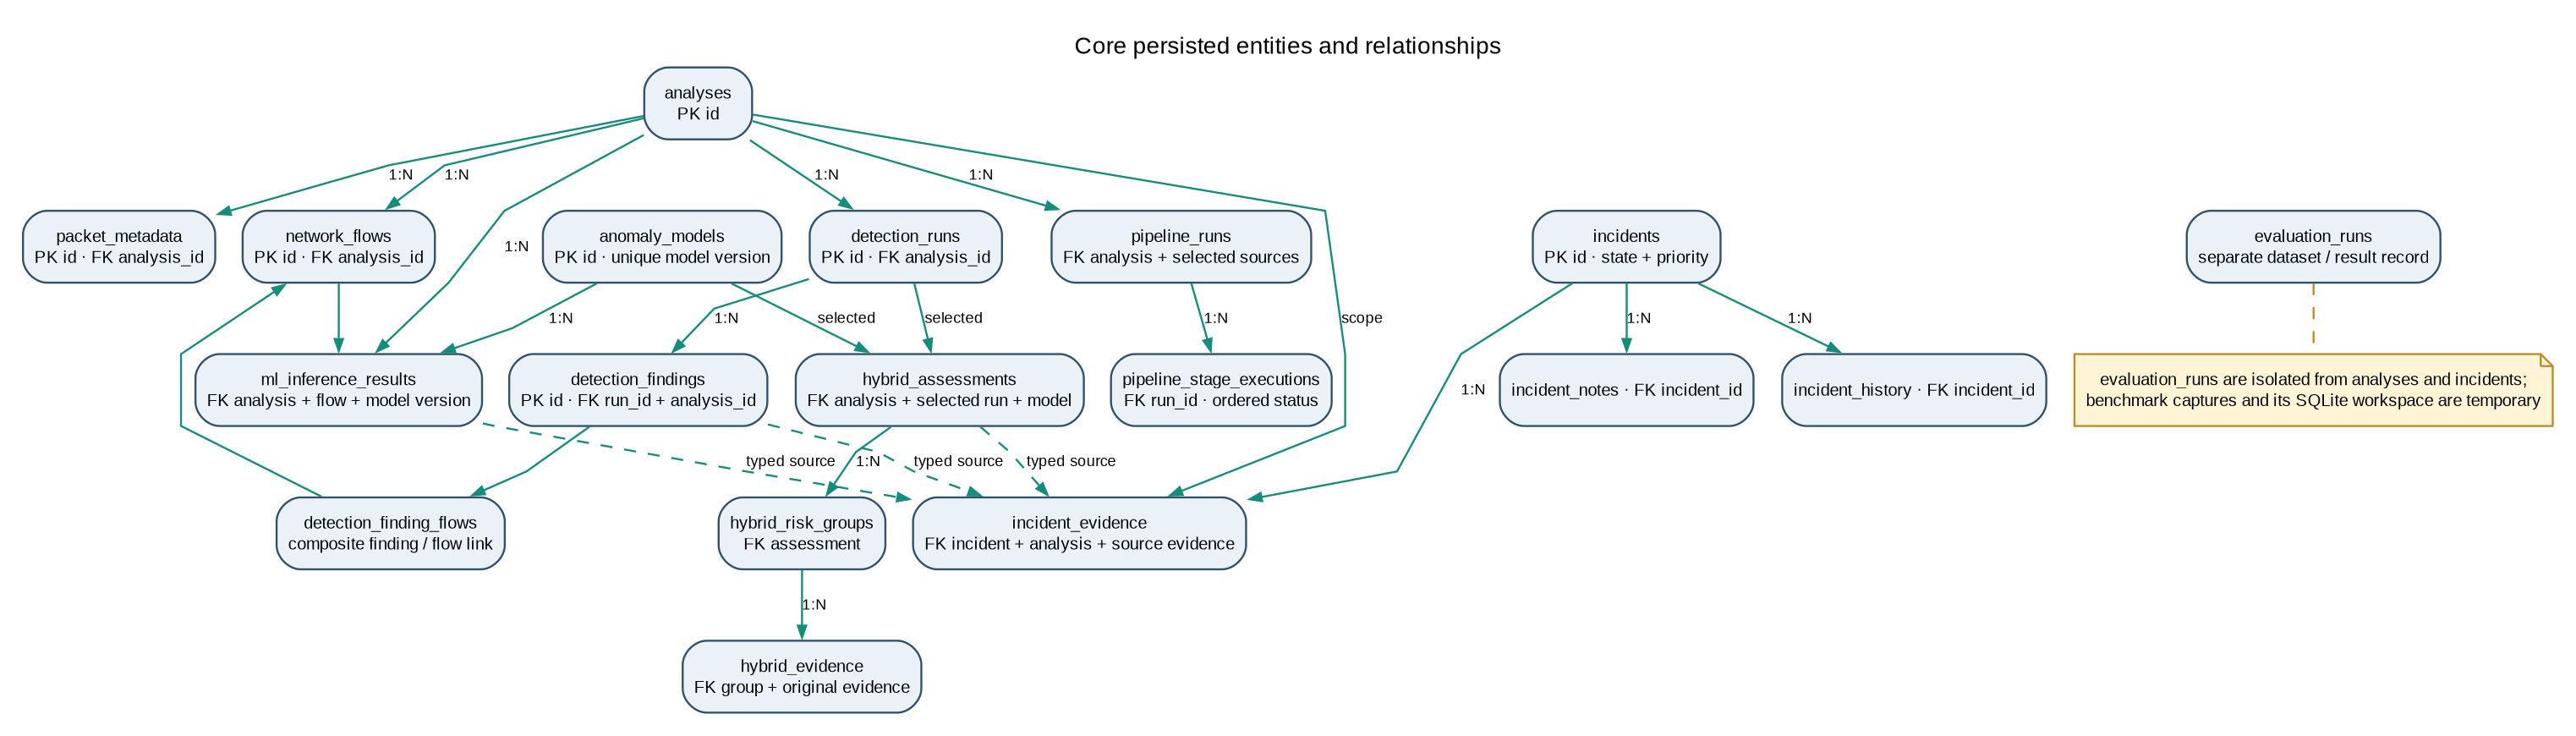 Core persisted entities and relationships
analyses
PK id
1:N
1:N
1:N
1:N
packet_metadata
PK id · FK analysis_id
network_flows
PK id · FK analysis_id
1:N
anomaly_models
PK id · unique model version
detection_runs
PK id · FK analysis_id
pipeline_runs
FK analysis + selected sources
incidents
PK id · state + priority
evaluation_runs
separate dataset / result record
1:N
1:N
selected
selected
1:N
scope
1:N
1:N
ml_inference_results
FK analysis + flow + model version
detection_findings
PK id · FK run_id + analysis_id
hybrid_assessments
FK analysis + selected run + model
pipeline_stage_executions
FK run_id · ordered status
1:N
incident_notes · FK incident_id
incident_history · FK incident_id
evaluation_runs are isolated from analyses and incidents;
benchmark captures and its SQLite workspace are temporary
typed source
1:N
typed source
typed source
detection_finding_flows
composite finding / flow link
hybrid_risk_groups
FK assessment
incident_evidence
FK incident + analysis + source evidence
1:N
hybrid_evidence
FK group + original evidence